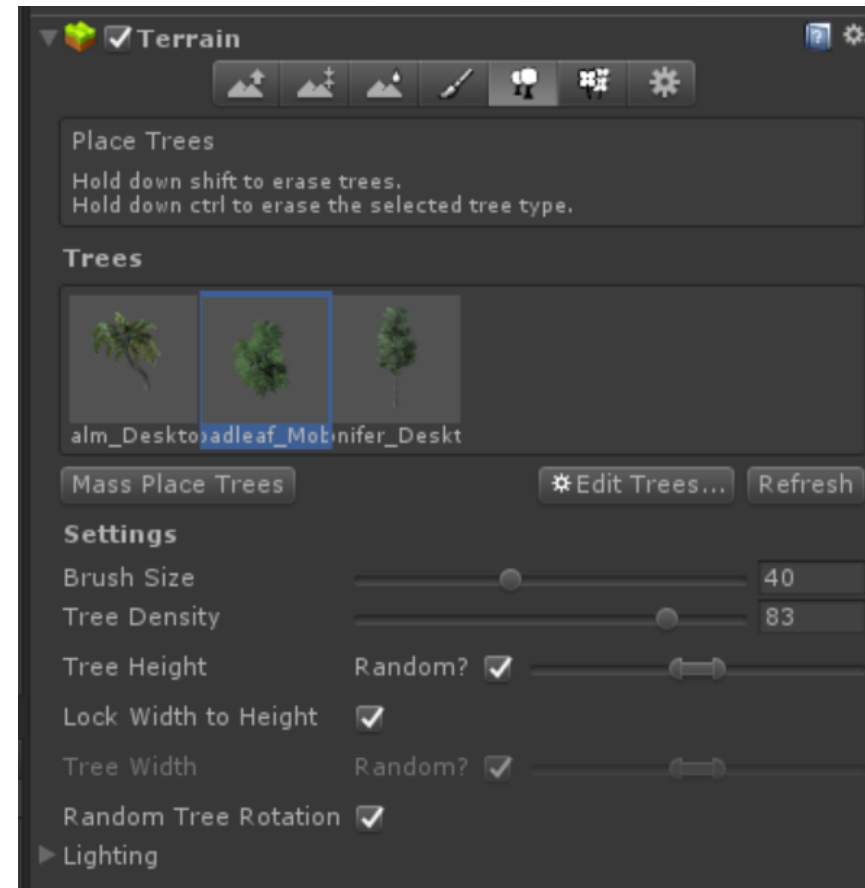 Terrain
Place Trees
Hold down shift to erase trees.
Hold down ctrl to erase the selected tree type.
Trees
alm_Deskto adleaf_Mob nifer_Deskt
Mass Place Trees Edit Trees... Refresh
Settings
Brush Size 40
Tree Density 83
Tree Height Random?
Lock Width to Height
Tree Width Random?
Random Tree Rotation
Lighting